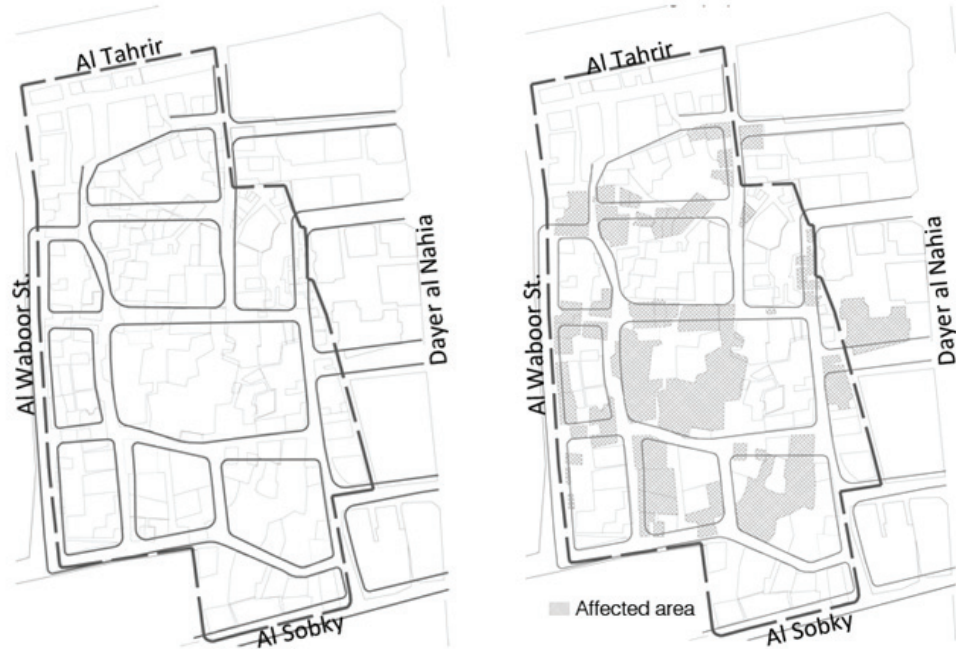 Al Tahrir
Al Waboor St.
Dayer al Nahia
Al Sobky
Al Tahrir
Al Waboor St.
Dayer al Nahia
Affected area
Al Sobky